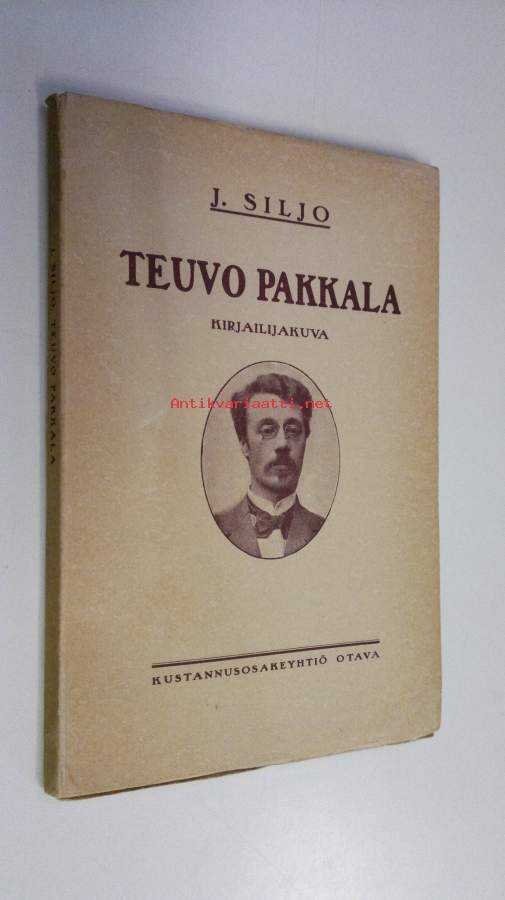 J. SILJO
TEUVO PAKKALA
KIRJAILIJAKUVA
Antikvariaatti.net
KUSTANNUSOSAKEYHTIÖ OTAVA
J. SILJO. TEUVO PAKKALA